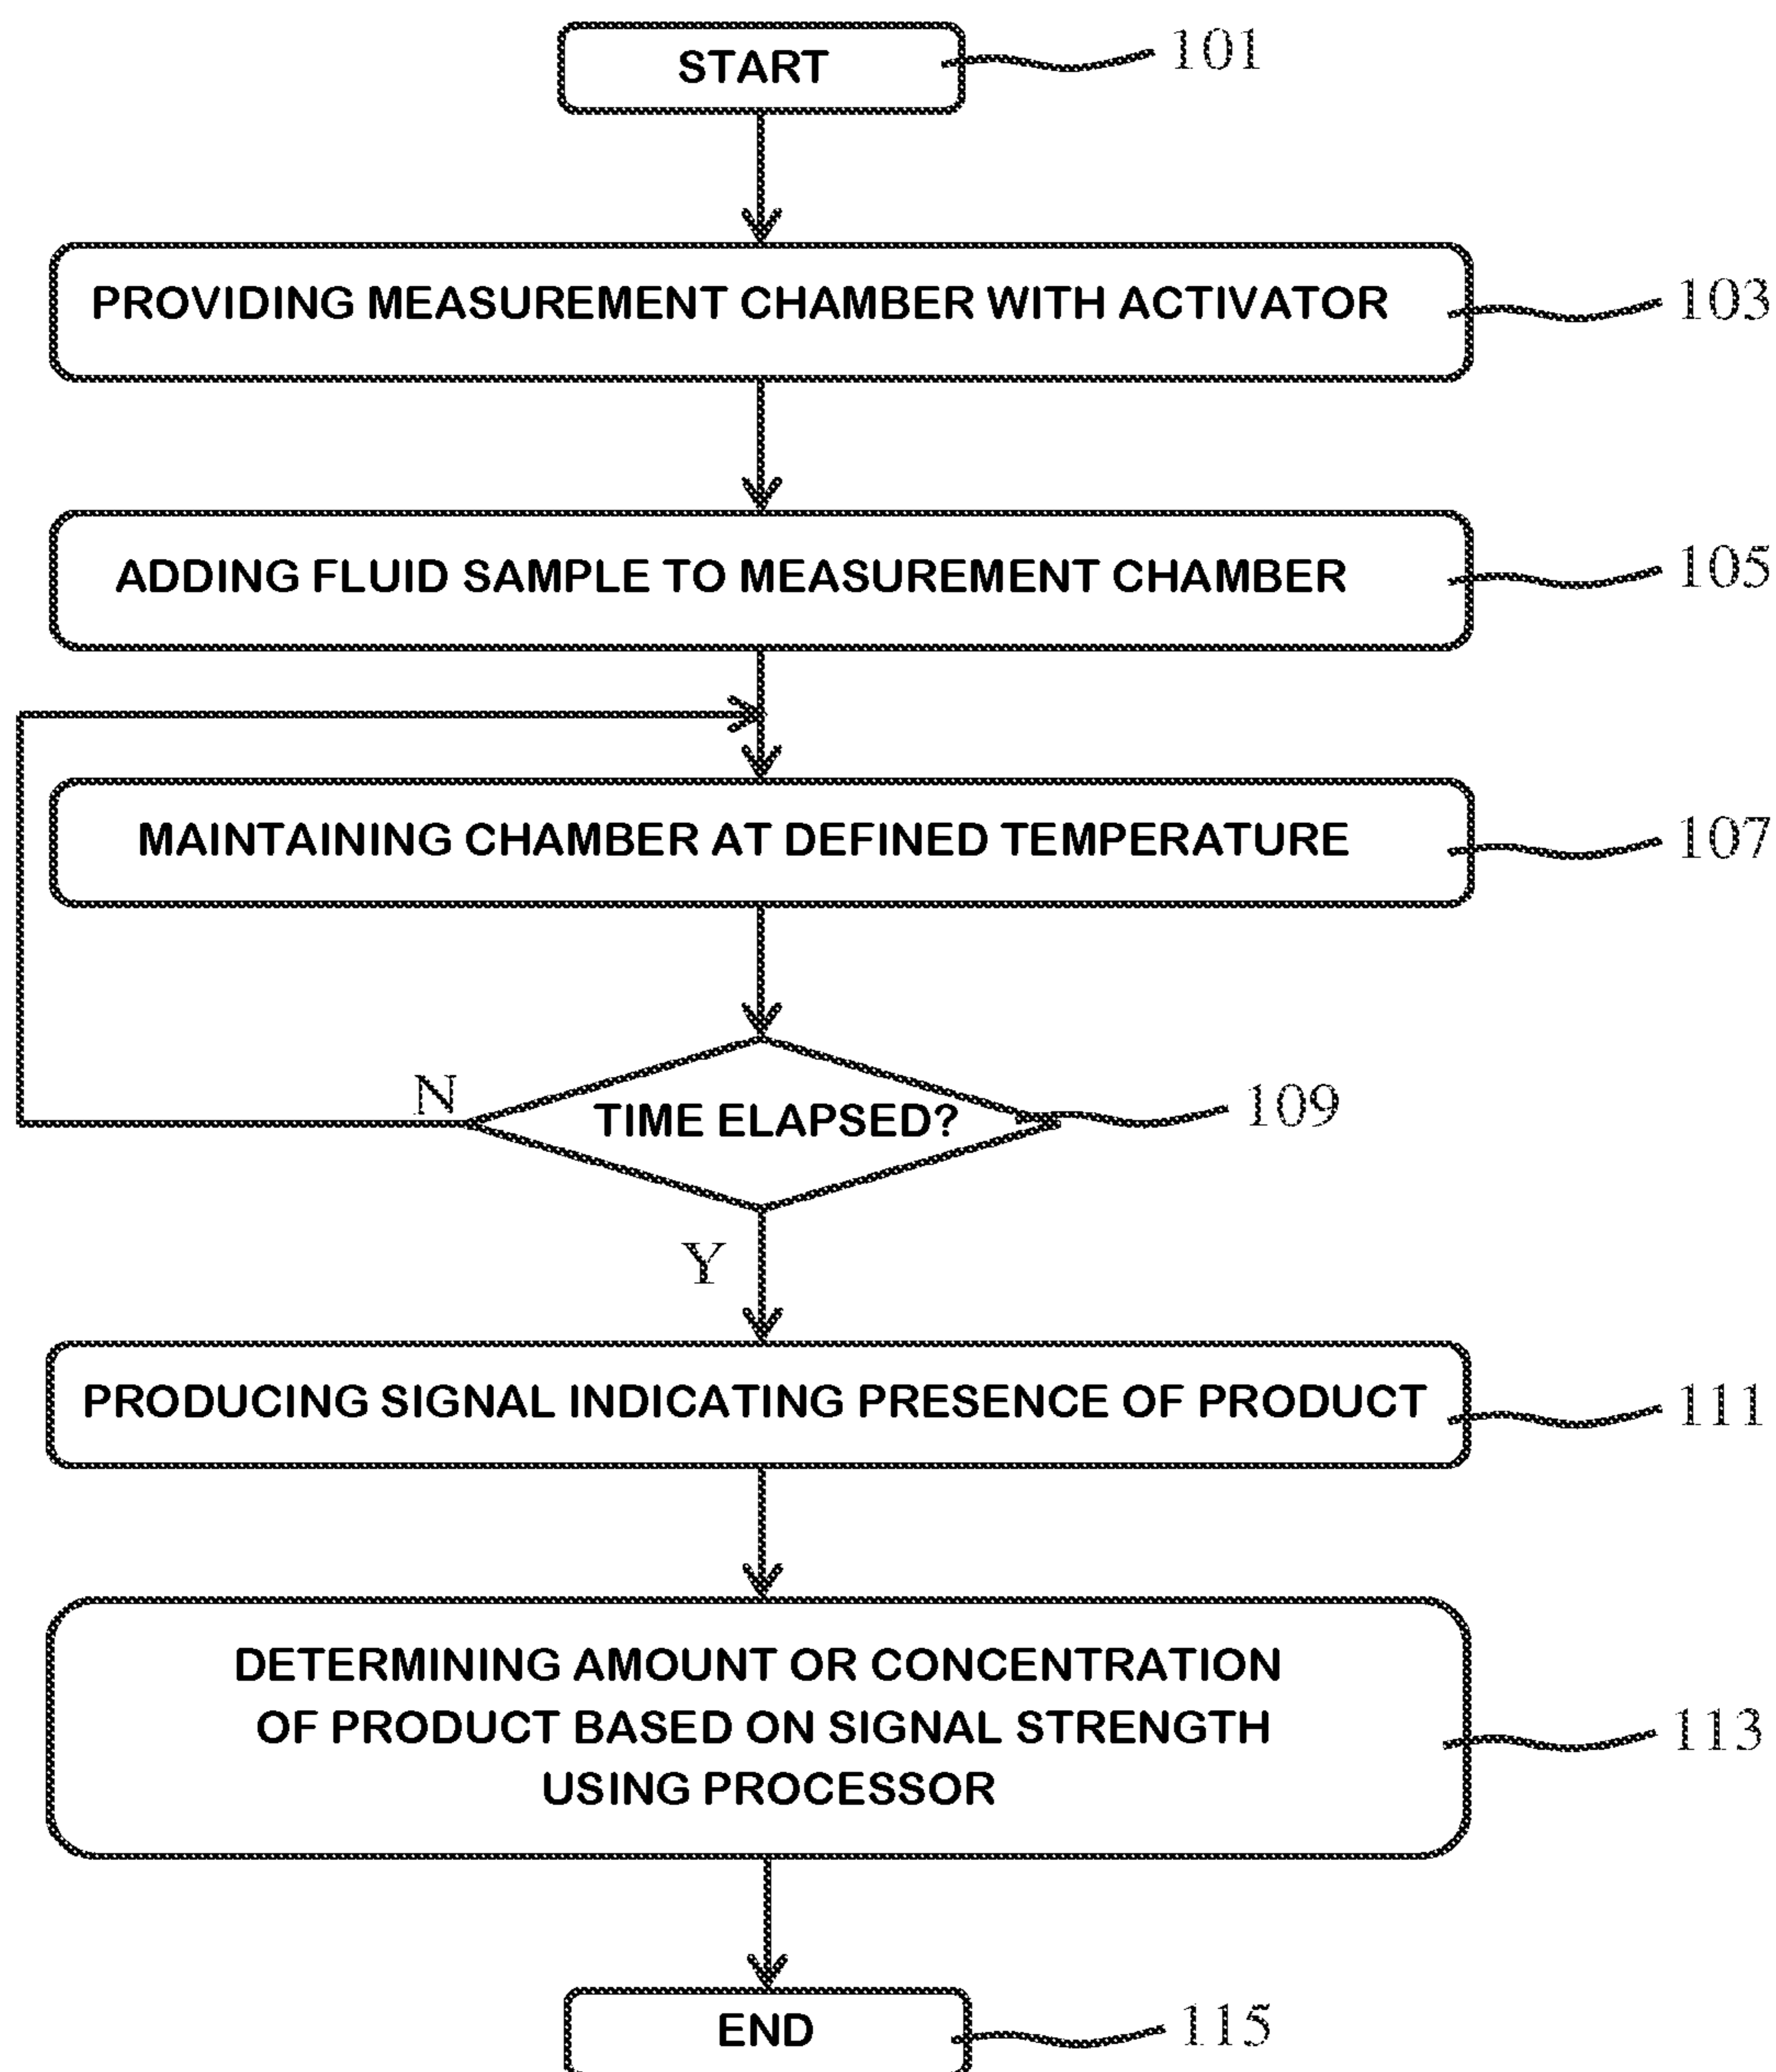 START
101
PROVIDING MEASUREMENT CHAMBER WITH ACTIVATOR
103
ADDING FLUID SAMPLE TO MEASUREMENT CHAMBER
105
MAINTAINING CHAMBER AT DEFINED TEMPERATURE
107
N
TIME ELAPSED?
109
Y
PRODUCING SIGNAL INDICATING PRESENCE OF PRODUCT
111
DETERMINING AMOUNT OR CONCENTRATION
OF PRODUCT BASED ON SIGNAL STRENGTH
USING PROCESSOR
113
END
115